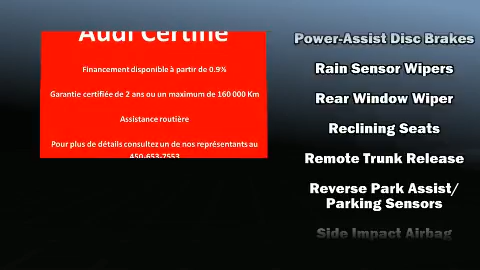 Audi Certifié
Financement disponible à partir de 0.9%
Garantie certifiée de 2 ans ou un maximum de 160 000 Km
Assistance routière
Pour plus de détails consultez un de nos représentants au
450-653-7553
Power-Assist Disc Brakes
Rain Sensor Wipers
Rear Window Wiper
Reclining Seats
Remote Trunk Release
Reverse Park Assist/
Parking Sensors
Side Impact Airbag